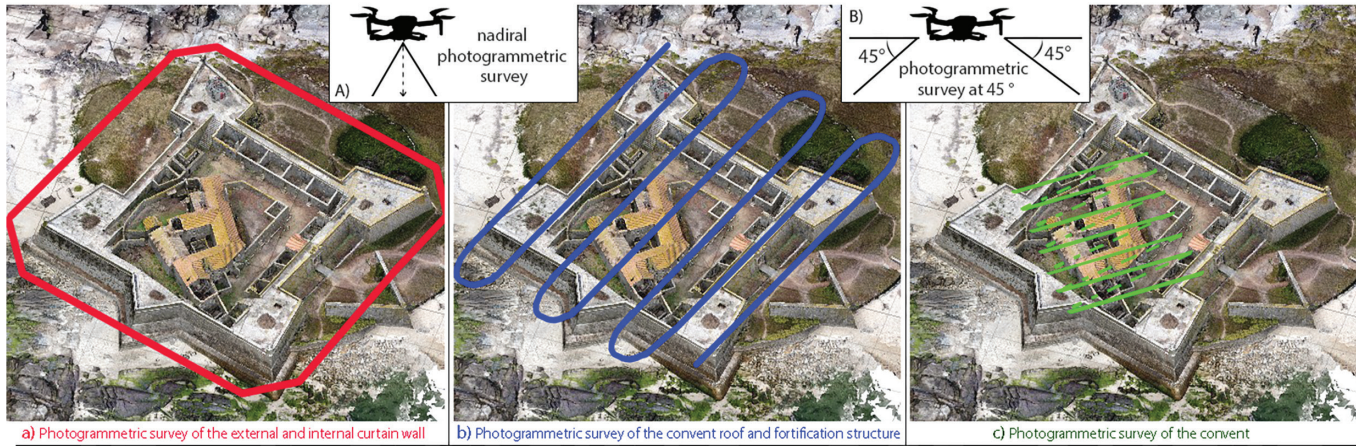 A)
nadiral
photogrammetric
survey
B)
45°
45°
photogrammetric
survey at 45 °
a) Photogrammetric survey of the external and internal curtain wall
b) Photogrammetric survey of the convent roof and fortification structure
c) Photogrammetric survey of the convent